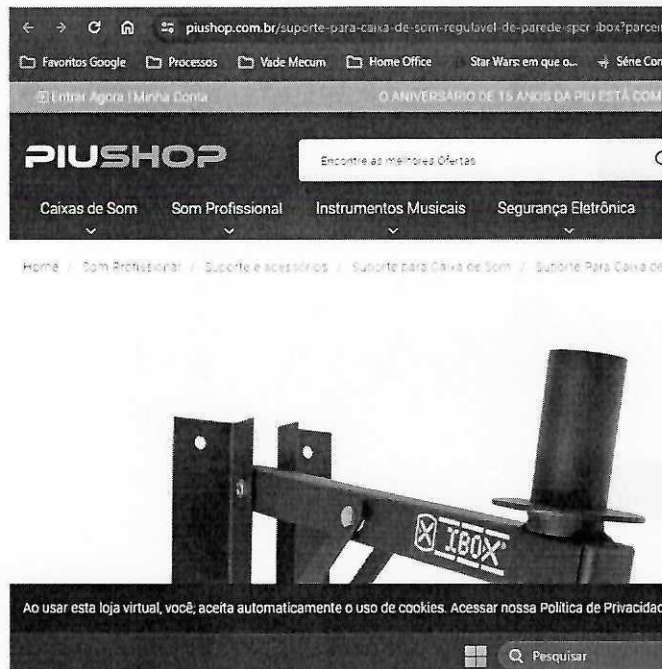 piushop.com.br/suporte-para-caixa-de-som-regulavel-de-parede-spcr-ibox?parcei
Favoritos Google Processos Vade Mecum Home Office Star Wars: em que o... Série Com
Entrar Agora | Minha Conta O ANIVERSÁRIO DE 15 ANOS DA PIU ESTÁ COM
PIUSHOP
Encontre as melhores Ofertas
Caixas de Som Som Profissional Instrumentos Musicais Segurança Eletrônica
Home / Som Profissional / Suporte e acessórios / Suporte para Caixa de Som / Suporte Para Caixa de
IBOX
Ao usar esta loja virtual, você; aceita automaticamente o uso de cookies. Acessar nossa Política de Privacidad
Pesquisar